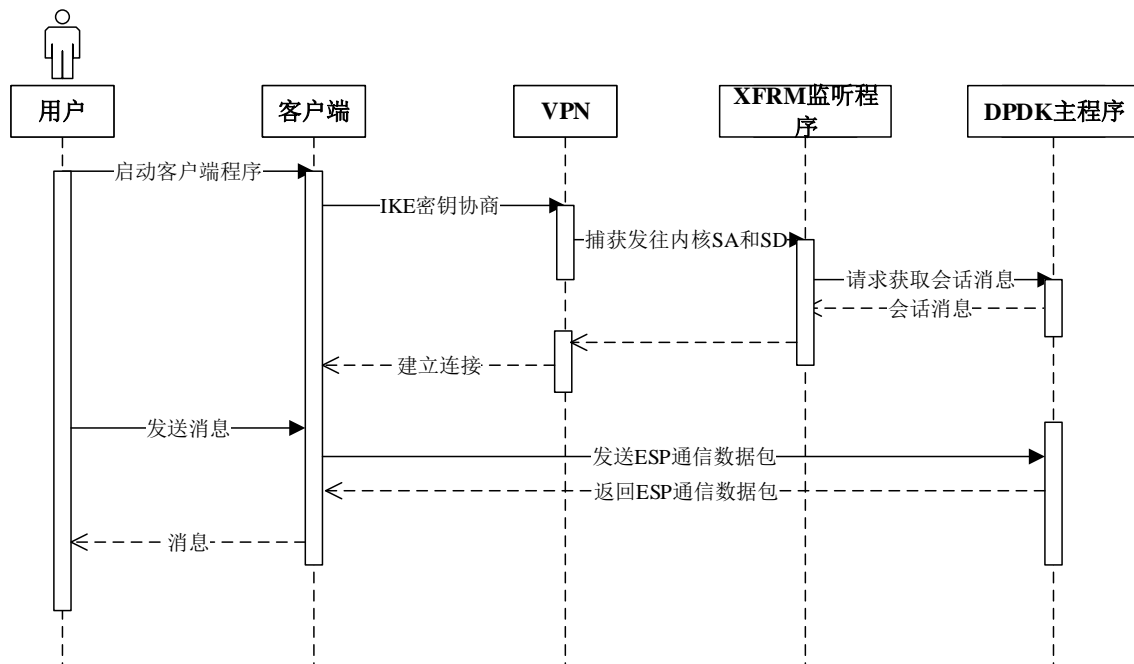 用户
客户端
VPN
XFRM监听程
序
DPDK主程序
启动客户端程序
IKE密钥协商
捕获发往内核SA和SD
请求获取会话消息
会话消息
建立连接
发送消息
发送ESP通信数据包
返回ESP通信数据包
消息